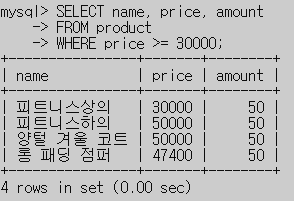 mysql> SELECT name, price, amount
    -> FROM product
    -> WHERE price >= 30000;
+-----------------+-------+--------+
| name            | price | amount |
+-----------------+-------+--------+
| 피트니스상의    | 30000 |     50 |
| 피트니스하의    | 50000 |     50 |
| 양털 겨울 코트  | 50000 |     50 |
| 롱 패딩 점퍼    | 47400 |     50 |
+-----------------+-------+--------+
4 rows in set (0.00 sec)